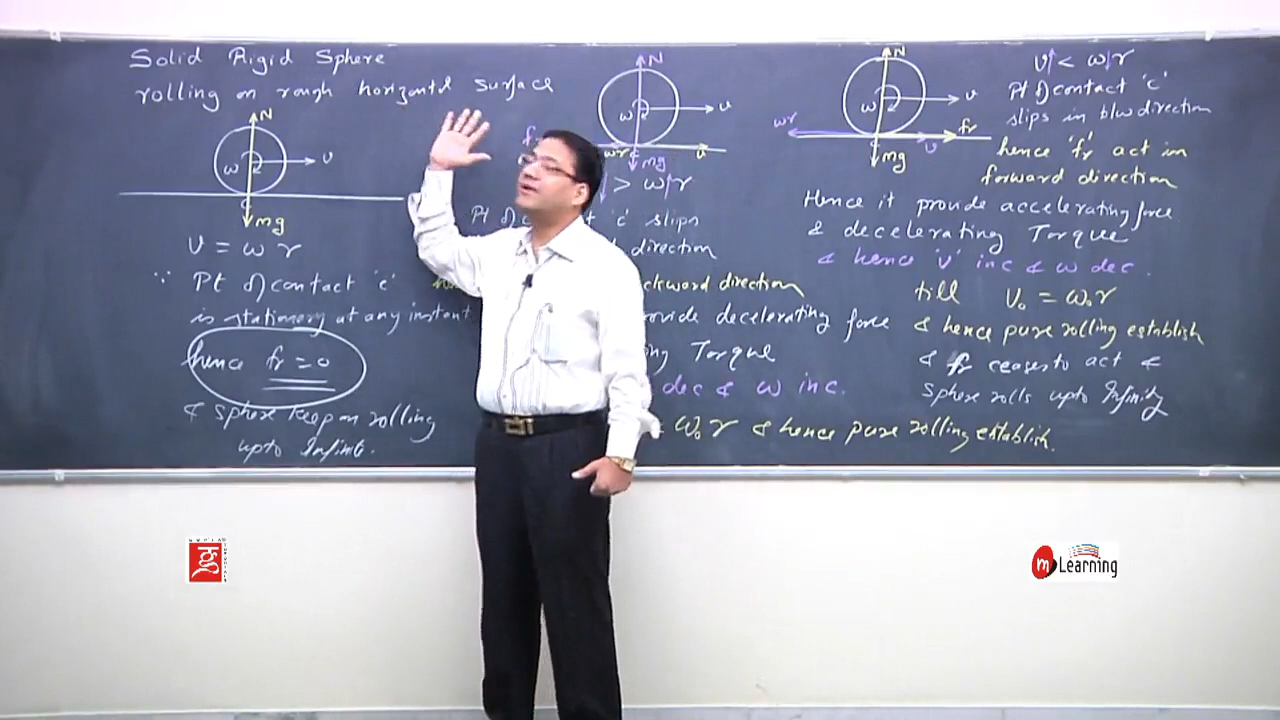 Solid Rigid Sphere
rolling on rough horizontal surface
N
ω
v
mg
v = ω r
∵ Pt of contact 'c'
is stationary at any instant
hence fr = 0
& sphere keep on rolling
upto Infinite.
N
ω
v
ωr c
v
mg
> ω r
Pt of 'c' slips
direction
backward direction
provide decelerating force
Torque
dec & ω inc.
ω₀ r & hence pure rolling establish.
N
ω
v
ωr
fr
v
mg
v < ω r
Pt of contact 'c'
slips in b/w direction
hence 'fr' act in
forward direction
Hence it provide accelerating force
& decelerating Torque
& hence 'v' inc & ω dec.
till V₀ = ω₀ r
& hence pure rolling establish
& fr ceases to act &
sphere rolls upto Infinity
ગુ
m Learning